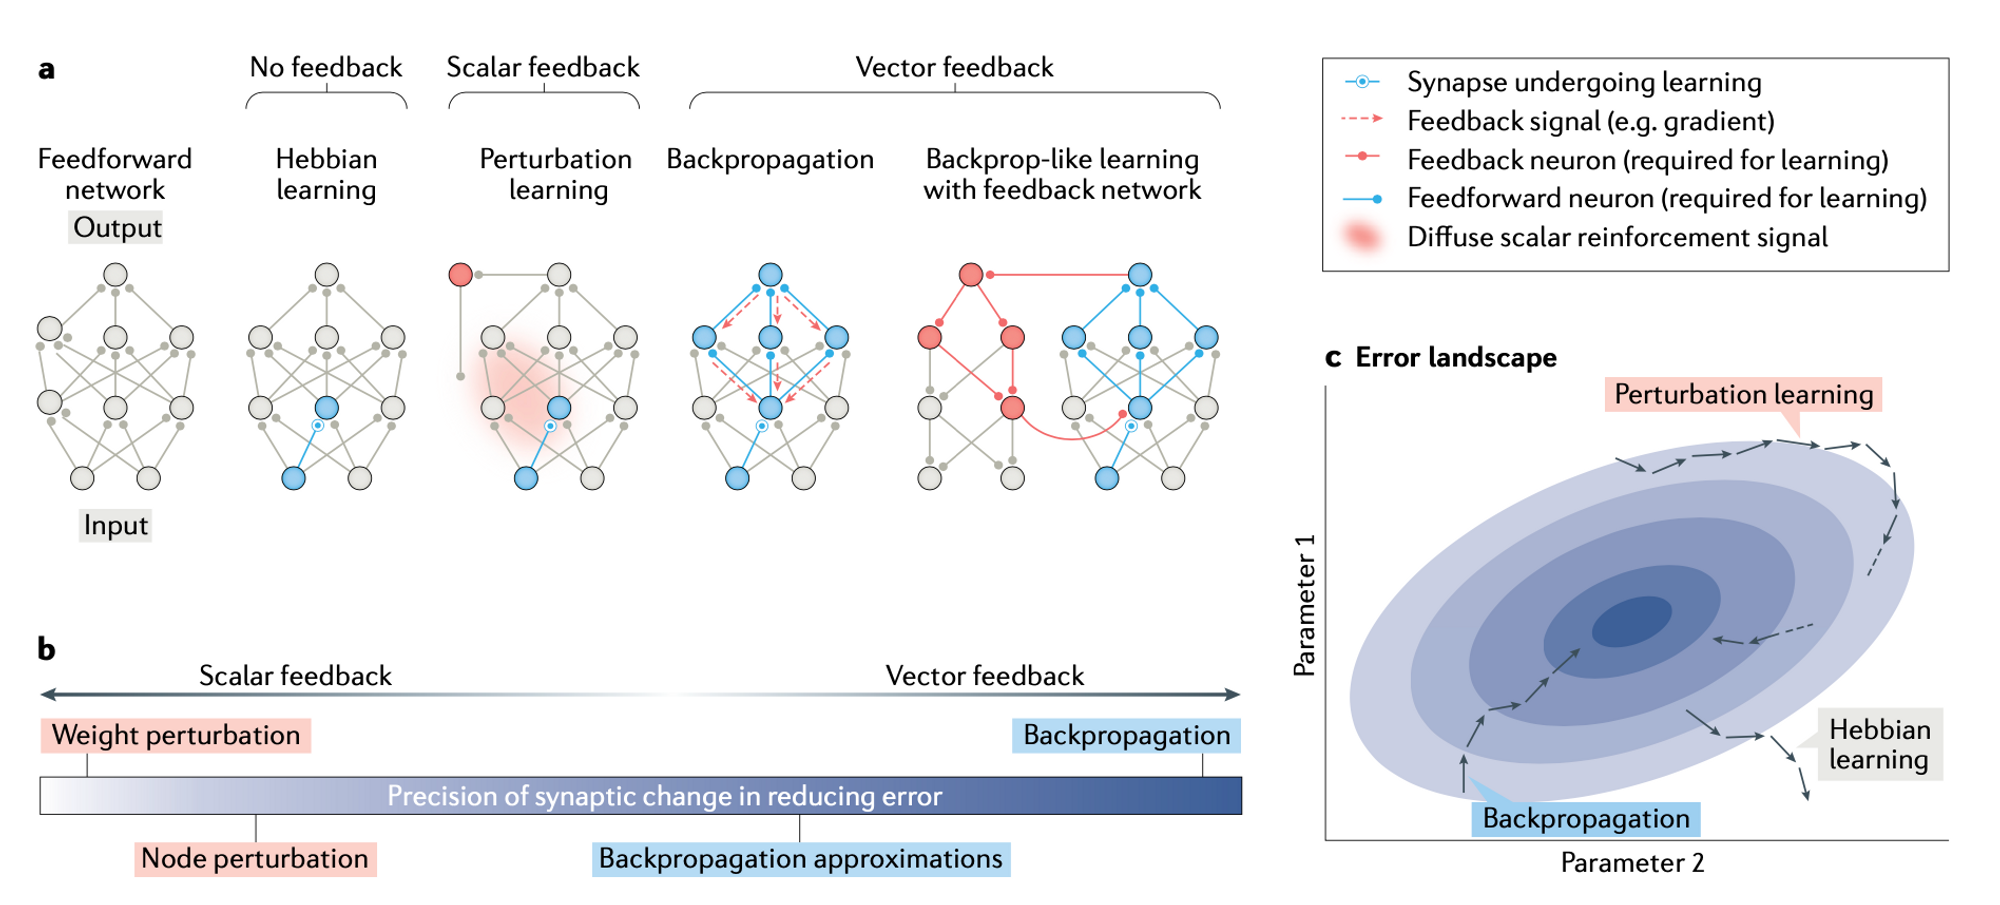 a
No feedback
Scalar feedback
Vector feedback
Feedforward
network
Hebbian
learning
Perturbation
learning
Backpropagation
Backprop-like learning
with feedback network
Output
Input
Synapse undergoing learning
Feedback signal (e.g. gradient)
Feedback neuron (required for learning)
Feedforward neuron (required for learning)
Diffuse scalar reinforcement signal
b
Scalar feedback
Vector feedback
Weight perturbation
Backpropagation
Precision of synaptic change in reducing error
Node perturbation
Backpropagation approximations
c Error landscape
Perturbation learning
Parameter 1
Hebbian
learning
Backpropagation
Parameter 2